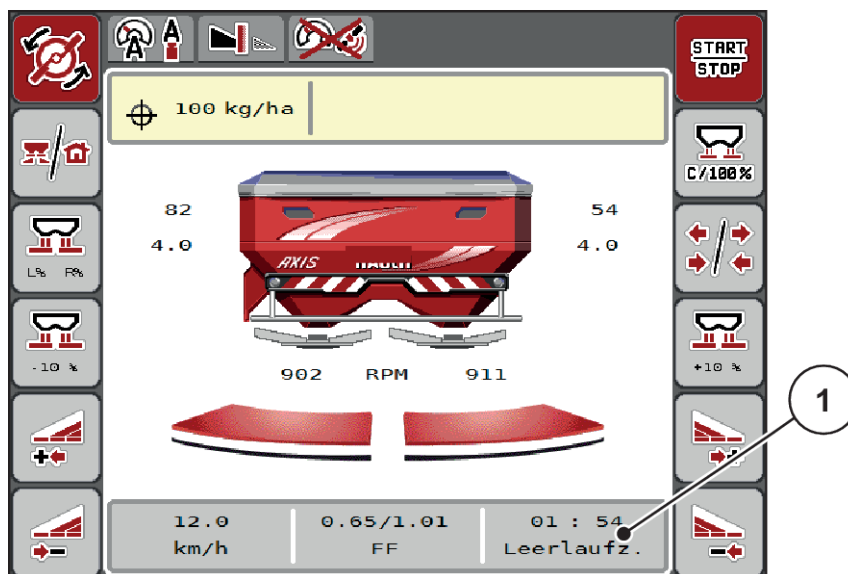 A A
START
STOP
100 kg/ha
C/100%
82 54
4.0 4.0
AXIS RAUCH
L% R%
-10 % +10 %
902 RPM 911
1
12.0 0.65/1.01 01 : 54
km/h FF Leerlaufz.